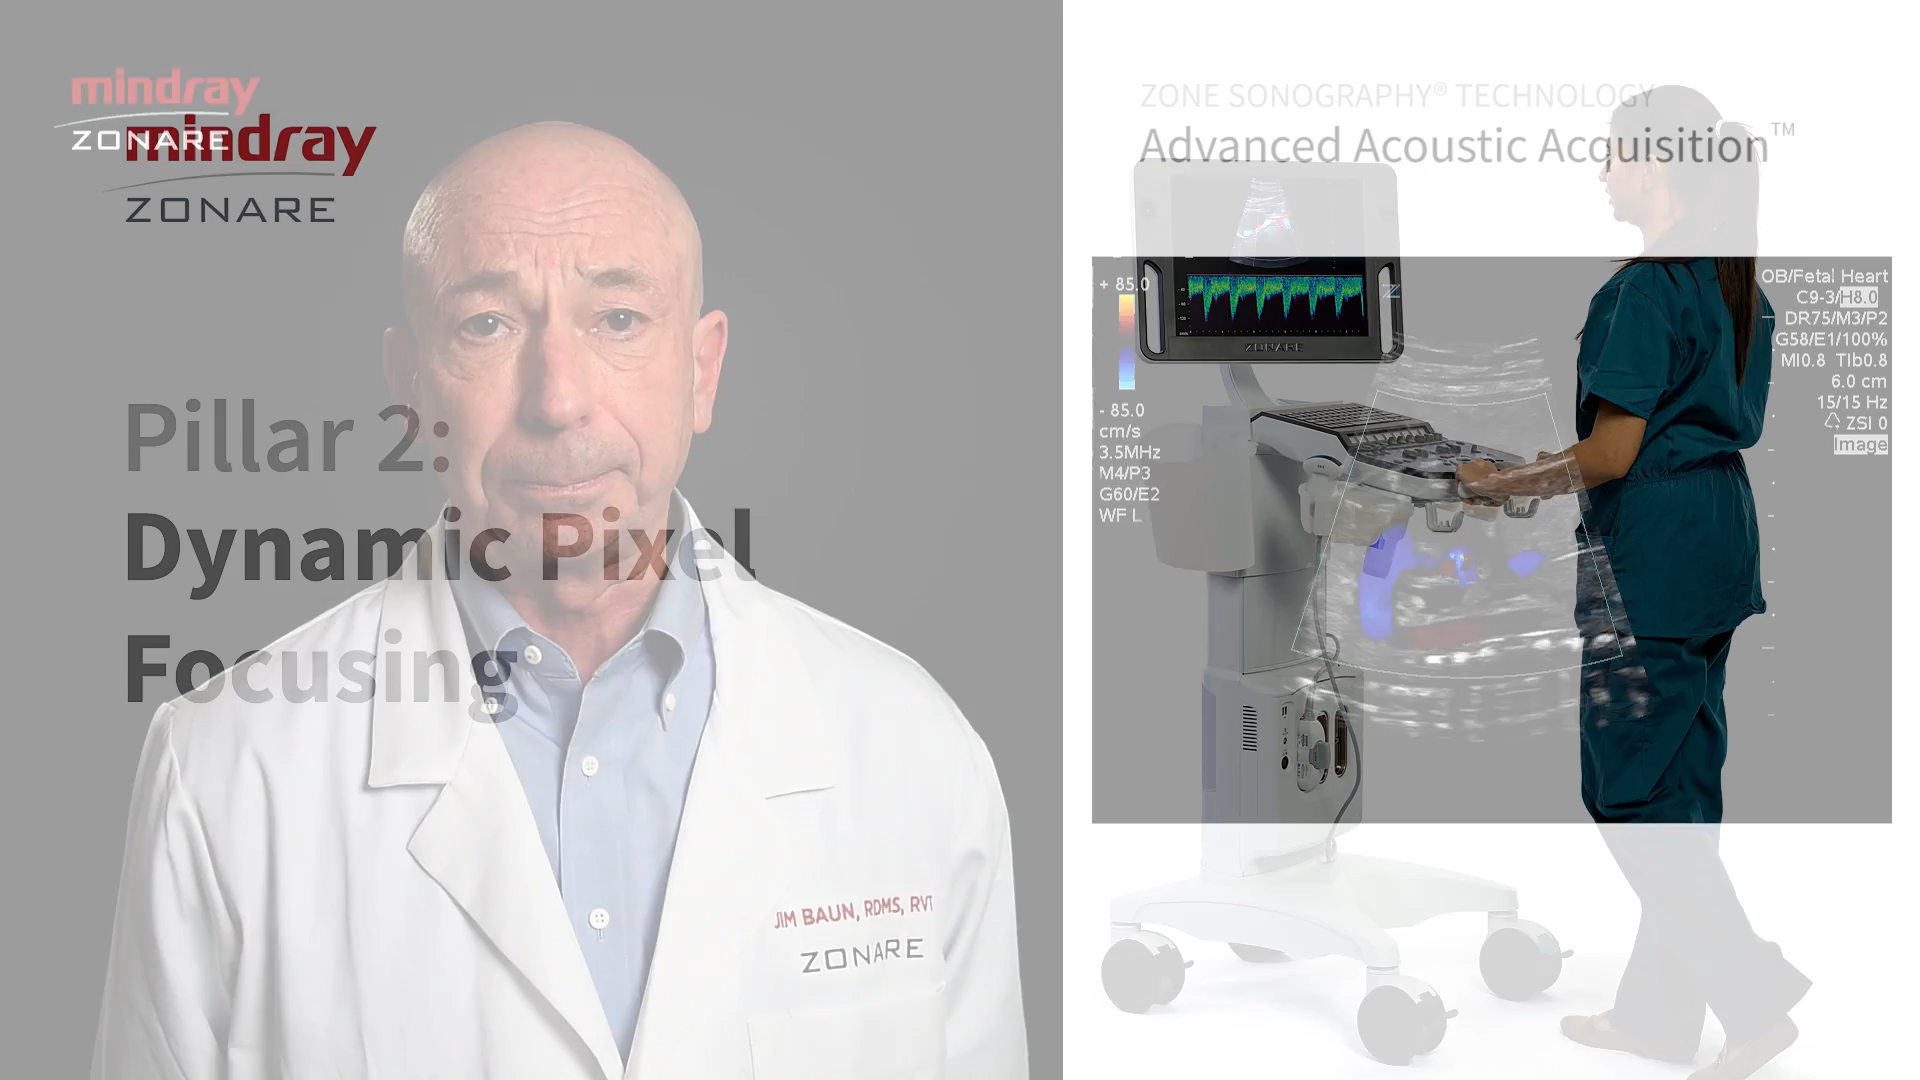 mindray
ZONARE
mindray
ZONARE
Pillar 2:
Dynamic Pixel
Focusing
JIM BAUN, RDMS, RVT
ZONARE
ZONE SONOGRAPHY® TECHNOLOGY
Advanced Acoustic Acquisition™
ZONARE
+ 85.0
- 85.0
cm/s
3.5MHz
M4/P3
G60/E2
WF L
OB/Fetal Heart
C9-3/H8.0
DR75/M3/P2
G58/E1/100%
MI0.8 TIb0.8
6.0 cm
15/15 Hz
ZSI 0
Image